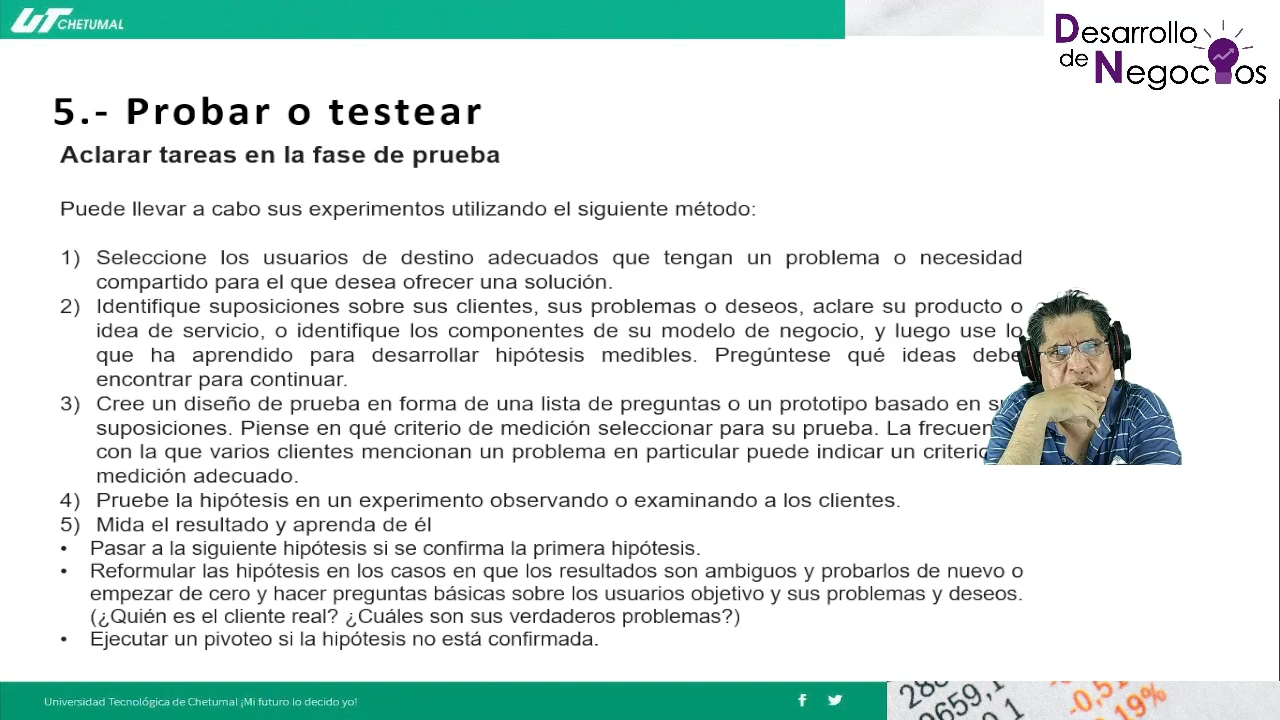 UT CHETUMAL
Desarrollo
de Negocios
5.- Probar o testear
Aclarar tareas en la fase de prueba
Puede llevar a cabo sus experimentos utilizando el siguiente método:
1) Seleccione los usuarios de destino adecuados que tengan un problema o necesidad
compartido para el que desea ofrecer una solución.
2) Identifique suposiciones sobre sus clientes, sus problemas o deseos, aclare su producto o
idea de servicio, o identifique los componentes de su modelo de negocio, y luego use lo
que ha aprendido para desarrollar hipótesis medibles. Pregúntese qué ideas debe
encontrar para continuar.
3) Cree un diseño de prueba en forma de una lista de preguntas o un prototipo basado en
suposiciones. Piense en qué criterio de medición seleccionar para su prueba. La
con la que varios clientes mencionan un problema en particular puede indicar un criterio
medición adecuado.
4) Pruebe la hipótesis en un experimento observando o examinando a los clientes.
5) Mida el resultado y aprenda de él
• Pasar a la siguiente hipótesis si se confirma la primera hipótesis.
• Reformular las hipótesis en los casos en que los resultados son ambiguos y probarlos de nuevo o
empezar de cero y hacer preguntas básicas sobre los usuarios objetivo y sus problemas y deseos.
(¿Quién es el cliente real? ¿Cuáles son sus verdaderos problemas?)
• Ejecutar un pivoteo si la hipótesis no está confirmada.
Universidad Tecnológica de Chetumal ¡Mi futuro lo decido yo!